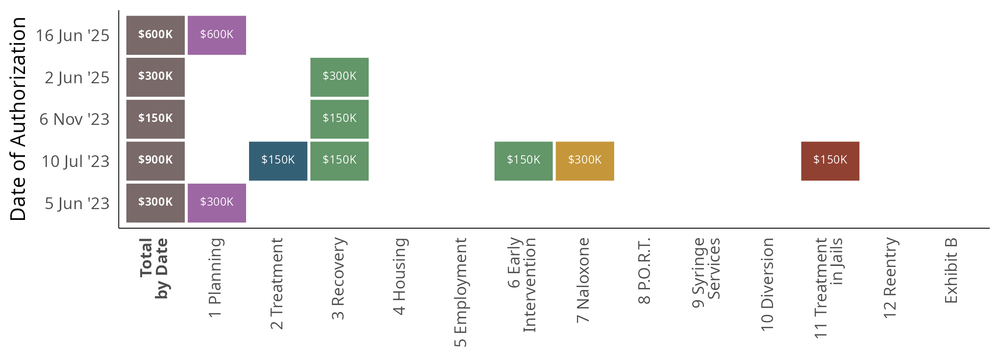 Date of Authorization
16 Jun '25
$600K
$600K
2 Jun '25
$300K
$300K
6 Nov '23
$150K
$150K
10 Jul '23
$900K
$150K
$150K
$150K
$300K
$150K
5 Jun '23
$300K
$300K
Total
by Date
1 Planning
2 Treatment
3 Recovery
4 Housing
5 Employment
6 Early
Intervention
7 Naloxone
8 P.O.R.T.
9 Syringe
Services
10 Diversion
11 Treatment
in Jails
12 Reentry
Exhibit B